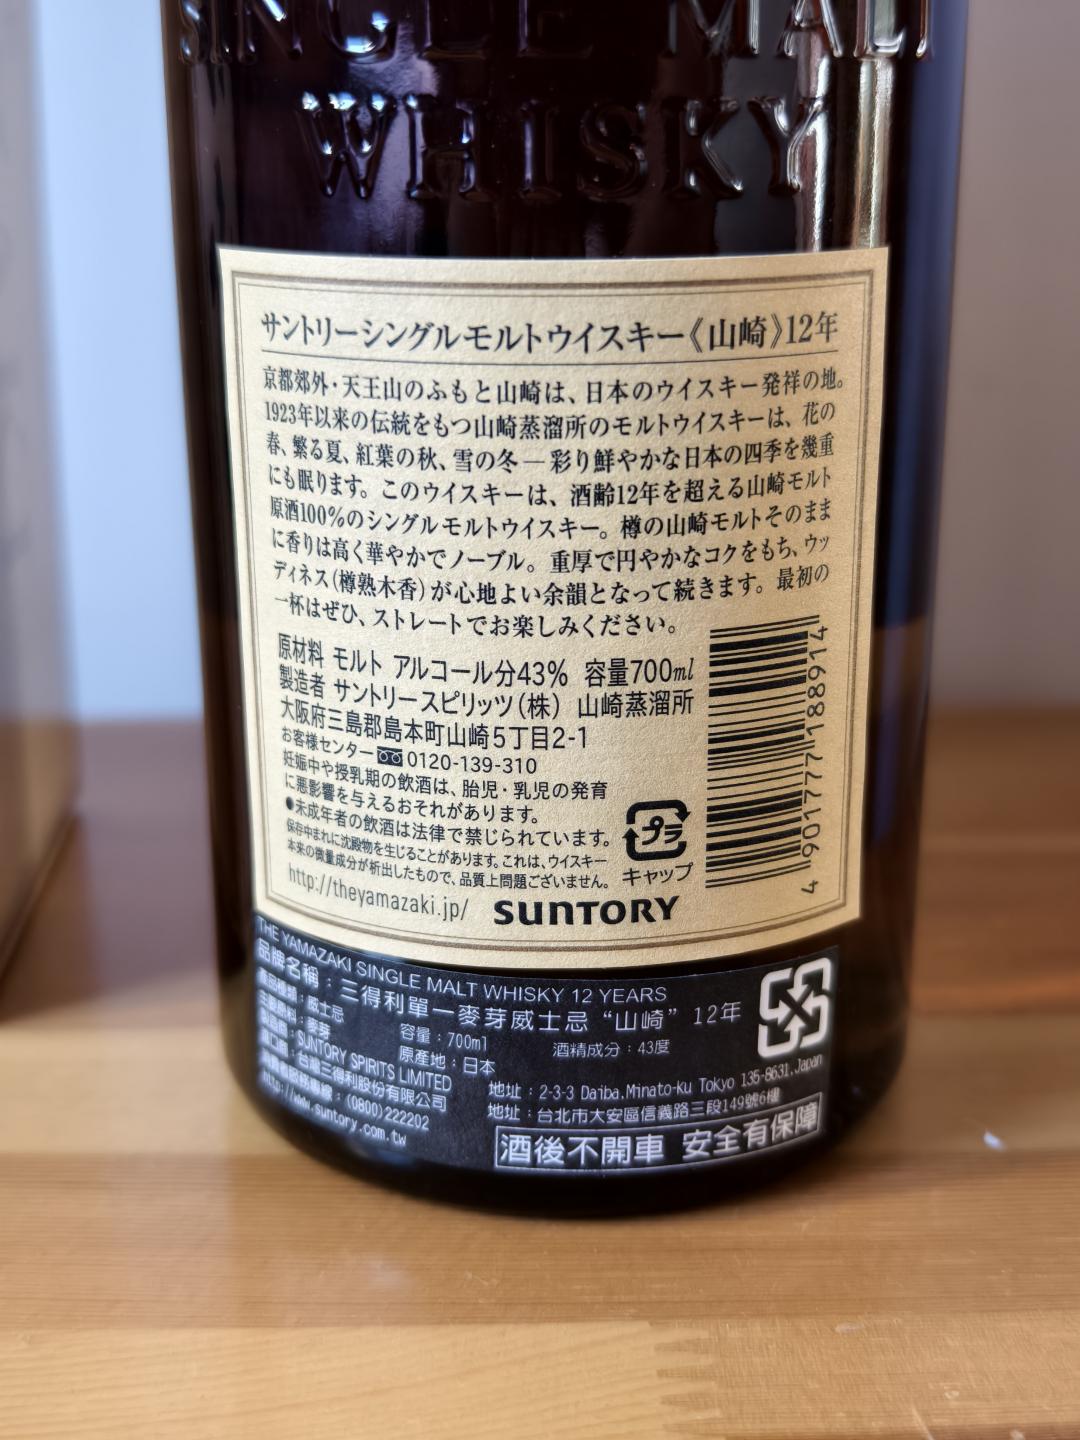 SINGLE MALT
WHISKY
サントリーシングルモルトウイスキー《山崎》12年
京都郊外・天王山のふもと山崎は、日本のウイスキー発祥の地。
1923年以来の伝統をもつ山崎蒸溜所のモルトウイスキーは、花の
春、繁る夏、紅葉の秋、雪の冬―彩り鮮やかな日本の四季を幾重
にも眠ります。このウイスキーは、酒齢12年を超える山崎モルト
原酒100%のシングルモルトウイスキー。樽の山崎モルトそのまま
に香りは高く華やかでノーブル。重厚で円やかなコクをもち、ウッ
ディネス(樽熟木香)が心地よい余韻となって続きます。最初の
一杯はぜひ、ストレートでお楽しみください。
原材料 モルト アルコール分43% 容量700ml
製造者 サントリースピリッツ(株) 山崎蒸溜所
大阪府三島郡島本町山崎5丁目2-1
お客様センター 0120-139-310
妊娠中や授乳期の飲酒は、胎児・乳児の発育
に悪影響を与えるおそれがあります。
●未成年者の飲酒は法律で禁じられています。
保存中まれに沈殿物を生じることがあります。これは、ウイスキー
本来の微量成分が析出したもので、品質上問題ございません。
プラ
キャップ
http://theyamazaki.jp/ SUNTORY
4 901777 188914
THE YAMAZAKI SINGLE MALT WHISKY 12 YEARS
品牌名稱：三得利單一麥芽威士忌“山崎”12年
產品種類：威士忌 容量：700ml 酒精成分：43度
主要原料：麥芽 原產地：日本
製造商：SUNTORY SPIRITS LIMITED 地址：2-3-3 Daiba.Minato-ku Tokyo 135-8631.Japan
進口商：台灣三得利股份有限公司 地址：台北市大安區信義路三段149號6樓
消費者服務專線：(0800)222202
http://www.suntory.com.tw
酒後不開車 安全有保障